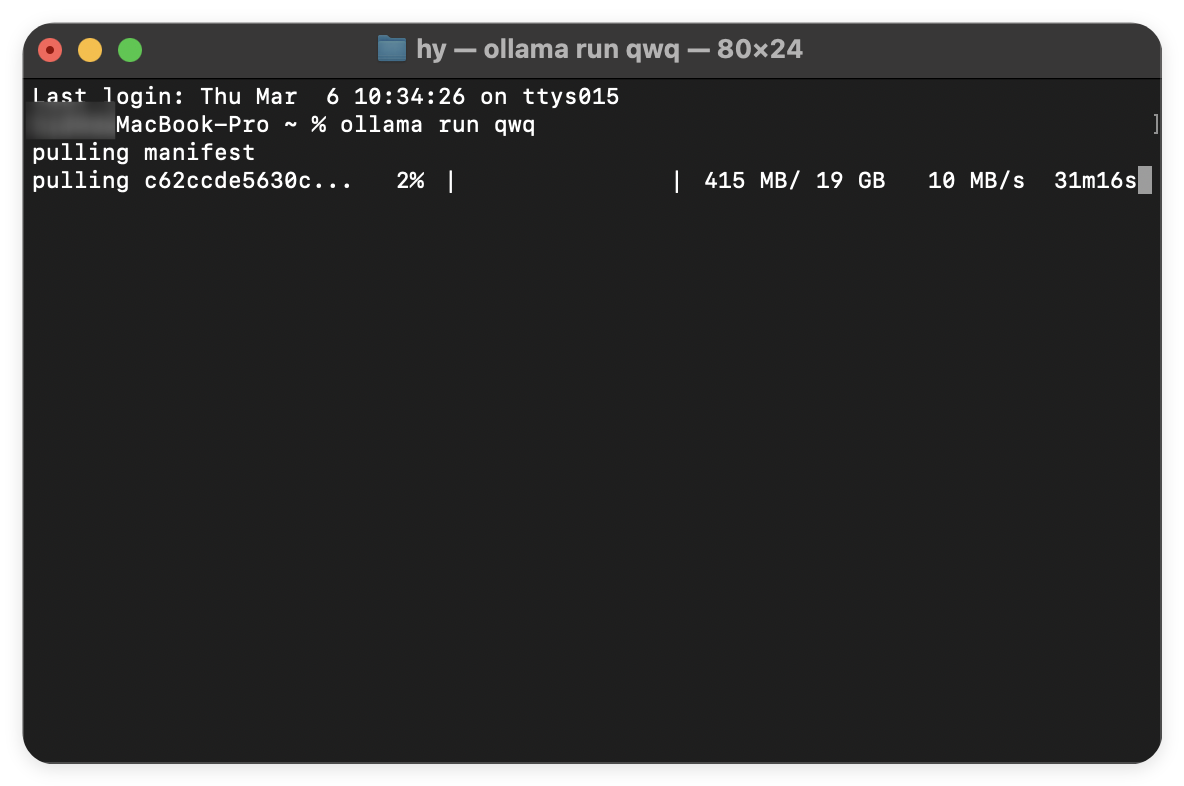 hy — ollama run qwq — 80×24
Last login: Thu Mar  6 10:34:26 on ttys015
MacBook-Pro ~ % ollama run qwq ]
pulling manifest
pulling c62ccde5630c...   2% |                | 415 MB/ 19 GB   10 MB/s  31m16s